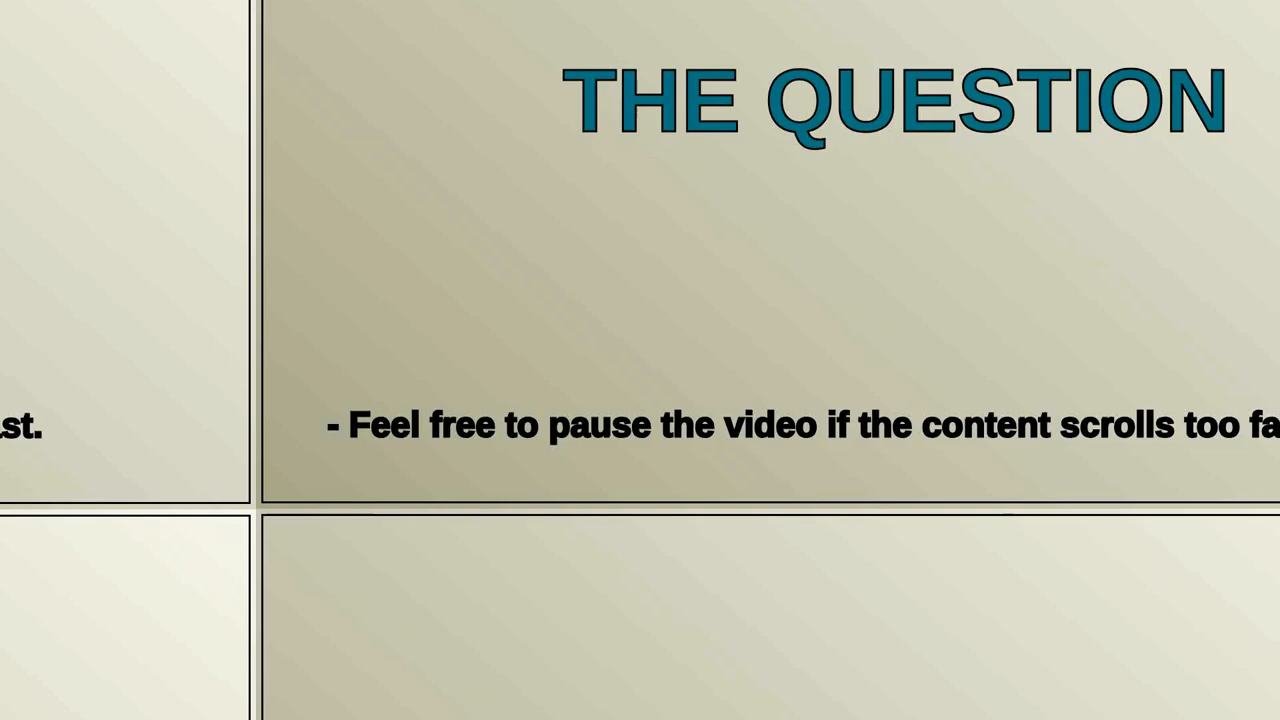 THE QUESTION
st.
- Feel free to pause the video if the content scrolls too fa